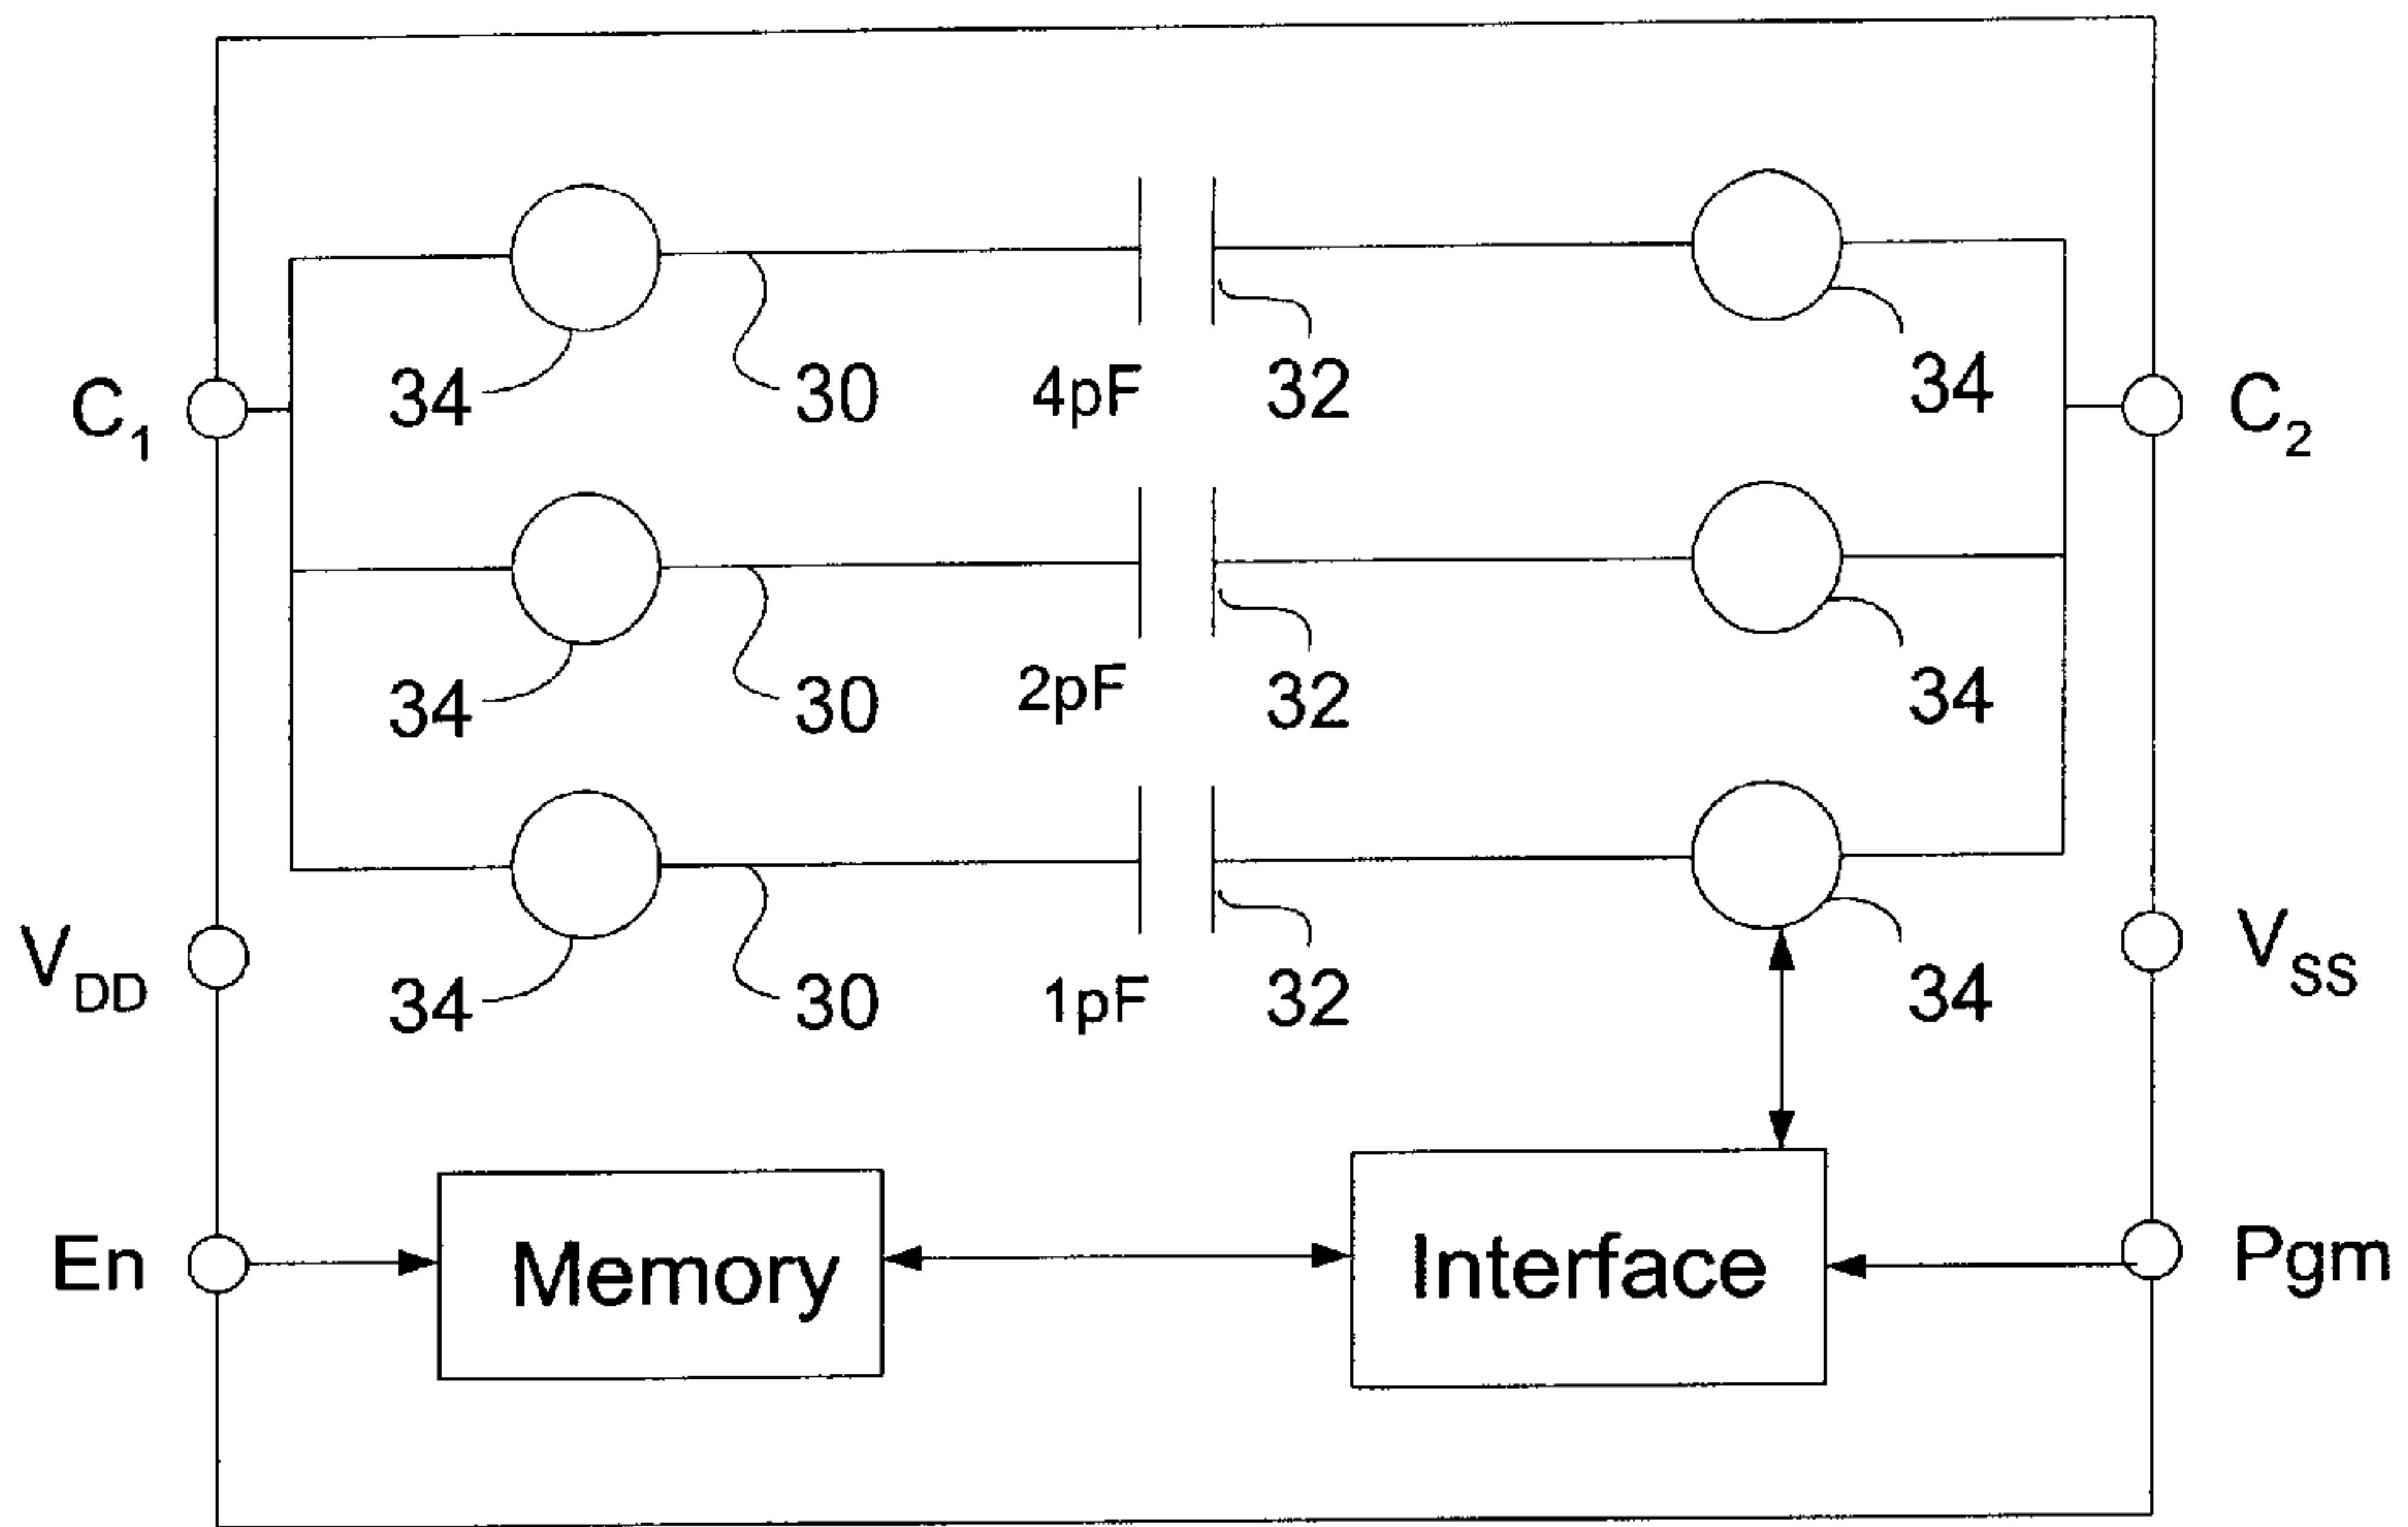 34 30 4pF 32 34
C1 C2
34 30 2pF 32 34
VDD VSS
34 30 1pF 32 34
En Memory Interface Pgm